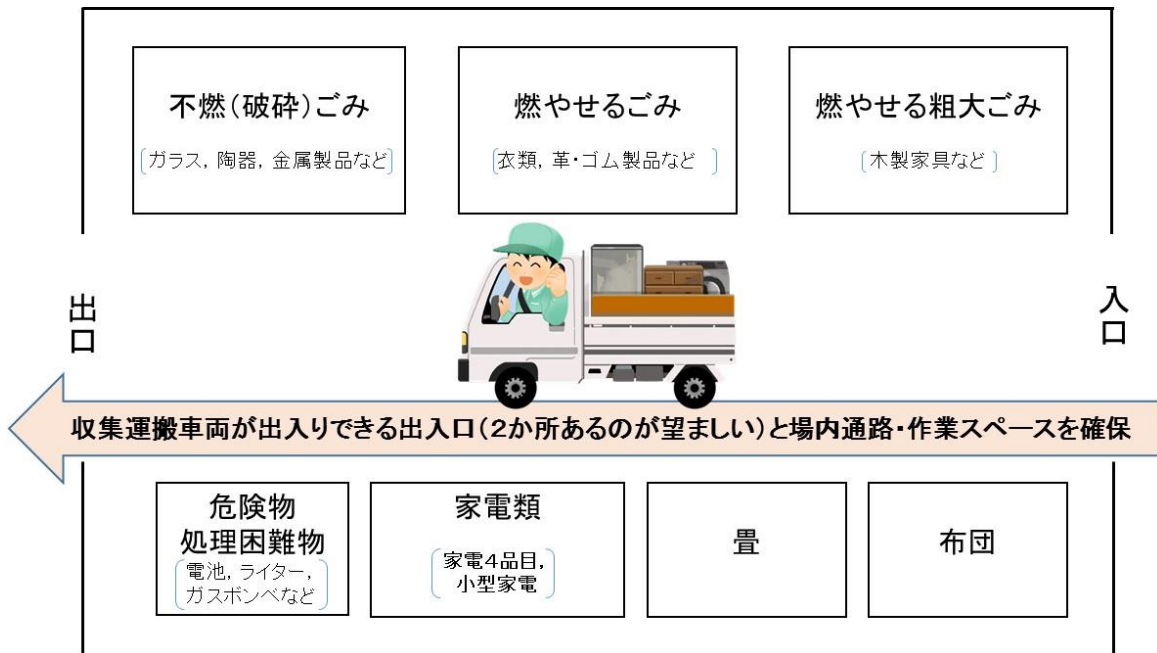 不燃(破砕)ごみ
ガラス, 陶器, 金属製品など
燃やせるごみ
衣類, 革・ゴム製品など
燃やせる粗大ごみ
木製家具など
出口
入口
収集運搬車両が出入りできる出入口(2か所あるのが望ましい)と場内通路・作業スペースを確保
危険物
処理困難物
電池, ライター,
ガスボンベなど
家電類
家電4品目,
小型家電
畳
布団